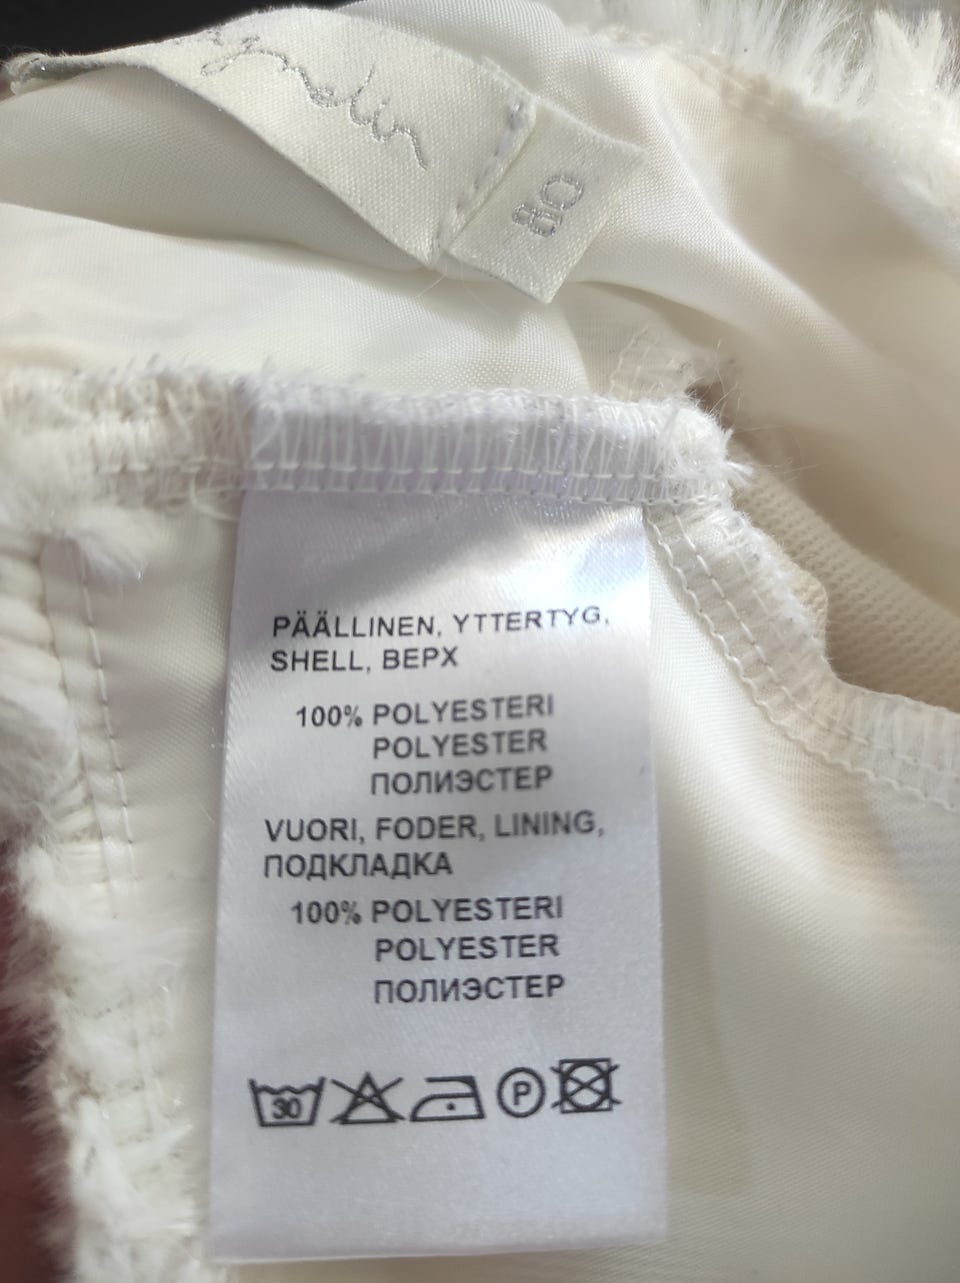 80
PÄÄLLINEN, YTTERTYG,
SHELL, ВЕРХ
100% POLYESTERI
POLYESTER
ПОЛИЭСТЕР
VUORI, FODER, LINING,
ПОДКЛАДКА
100% POLYESTERI
POLYESTER
ПОЛИЭСТЕР
30 P